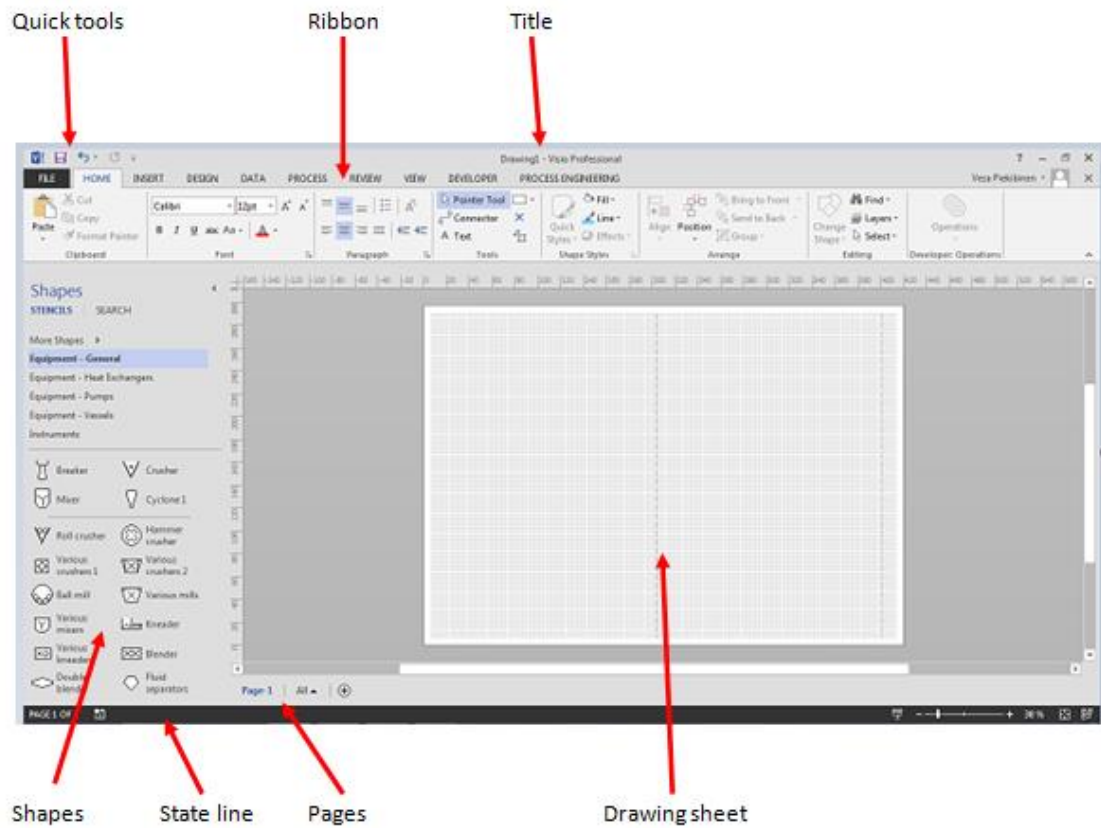 Quick tools Ribbon Title
Drawing1 - Visio Professional
FILE HOME INSERT DESIGN DATA PROCESS REVIEW VIEW DEVELOPER PROCESS ENGINEERING
Cut
Copy
Paste
Format Painter
Calibri 12pt
Pointer Tool
Connector
A Text
Quick Styles
Fill
Line
Effects
Align Position
Bring to Front
Send to Back
Group
Change Shape
Find
Layers
Select
Operations
Clipboard Font Paragraph Tools Shape Styles Arrange Editing Developer: Operations
Shapes
STENCILS SEARCH
More Shapes
Equipment - General
Equipment - Heat Exchangers
Equipment - Pumps
Equipment - Vessels
Instruments
Breaker Crusher
Mixer Cyclone 1
Roll crusher Hammer crusher
Various crushers 1 Various crushers 2
Ball mill Various mills
Various mixers Kneader
Various kneaders Blender
Double blend Fluid separators
Page-1 All
PAGE 1 OF
Shapes State line Pages Drawing sheet